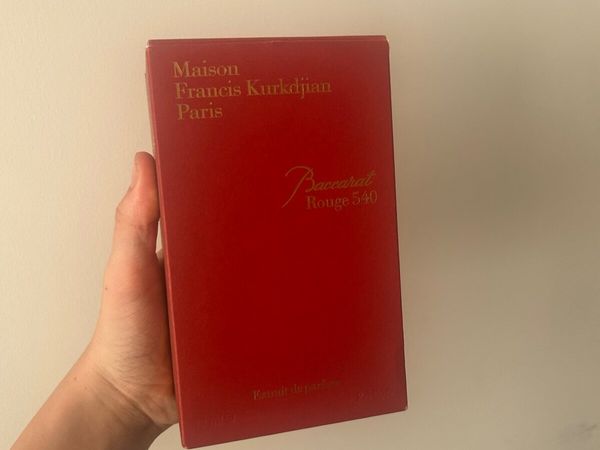 Maison
Francis Kurkdjian
Paris
Baccarat
Rouge 540
Extrait de parfum